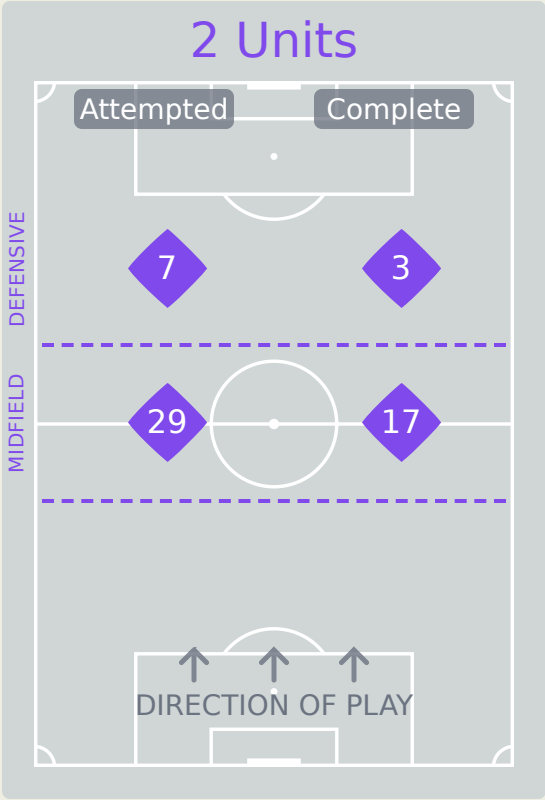 2 Units
Attempted Complete
DEFENSIVE
7 3
MIDFIELD
29 17
DIRECTION OF PLAY